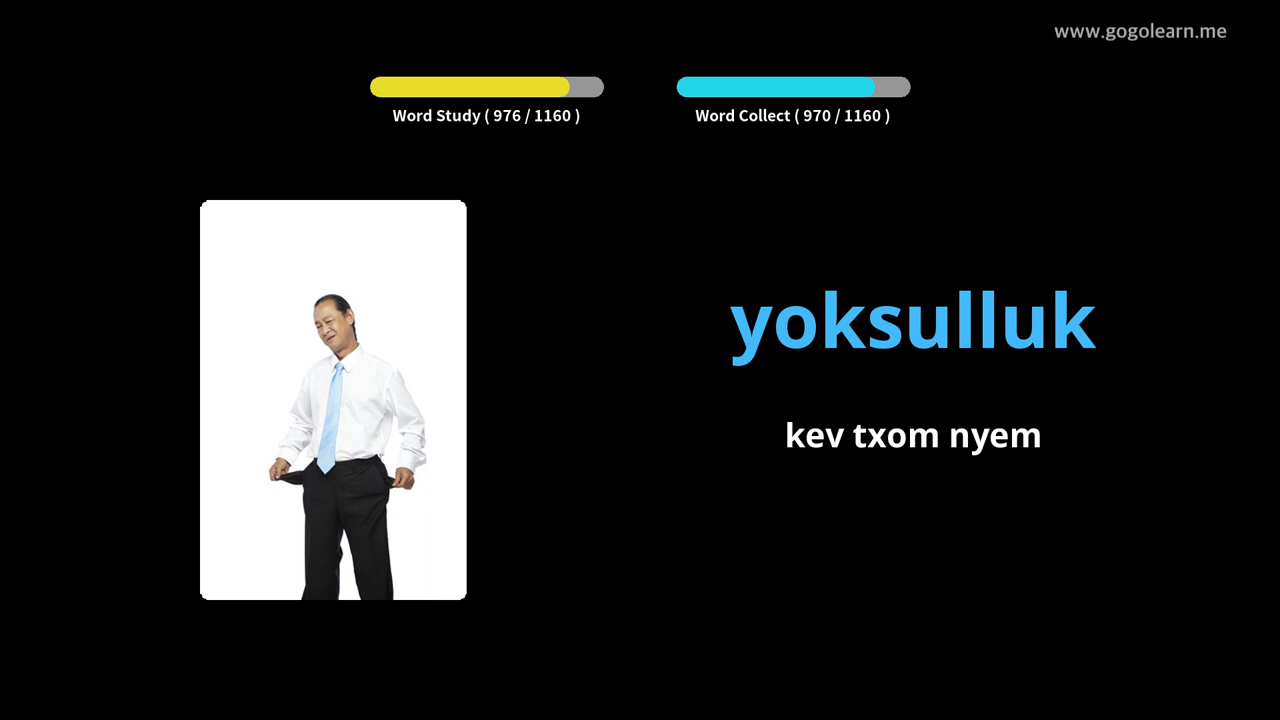 www.gogolearn.me
Word Study ( 976 / 1160 )
Word Collect ( 970 / 1160 )
yoksulluk
kev txom nyem